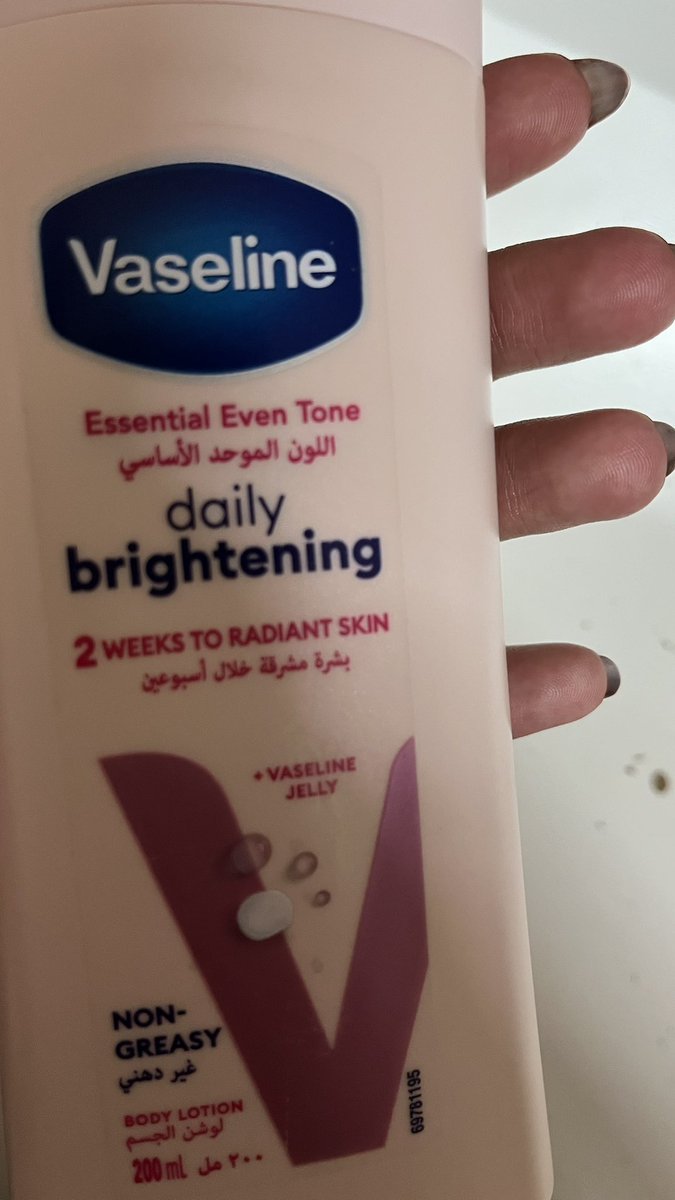 Vaseline
Essential Even Tone
اللون الموحد الأساسي
daily
brightening
2 WEEKS TO RADIANT SKIN
بشرة مشرقة خلال أسبوعين
+ VASELINE
JELLY
NON-
GREASY
غير دهني
BODY LOTION
لوشن الجسم
200 mL ٢٠٠ مل
69781195